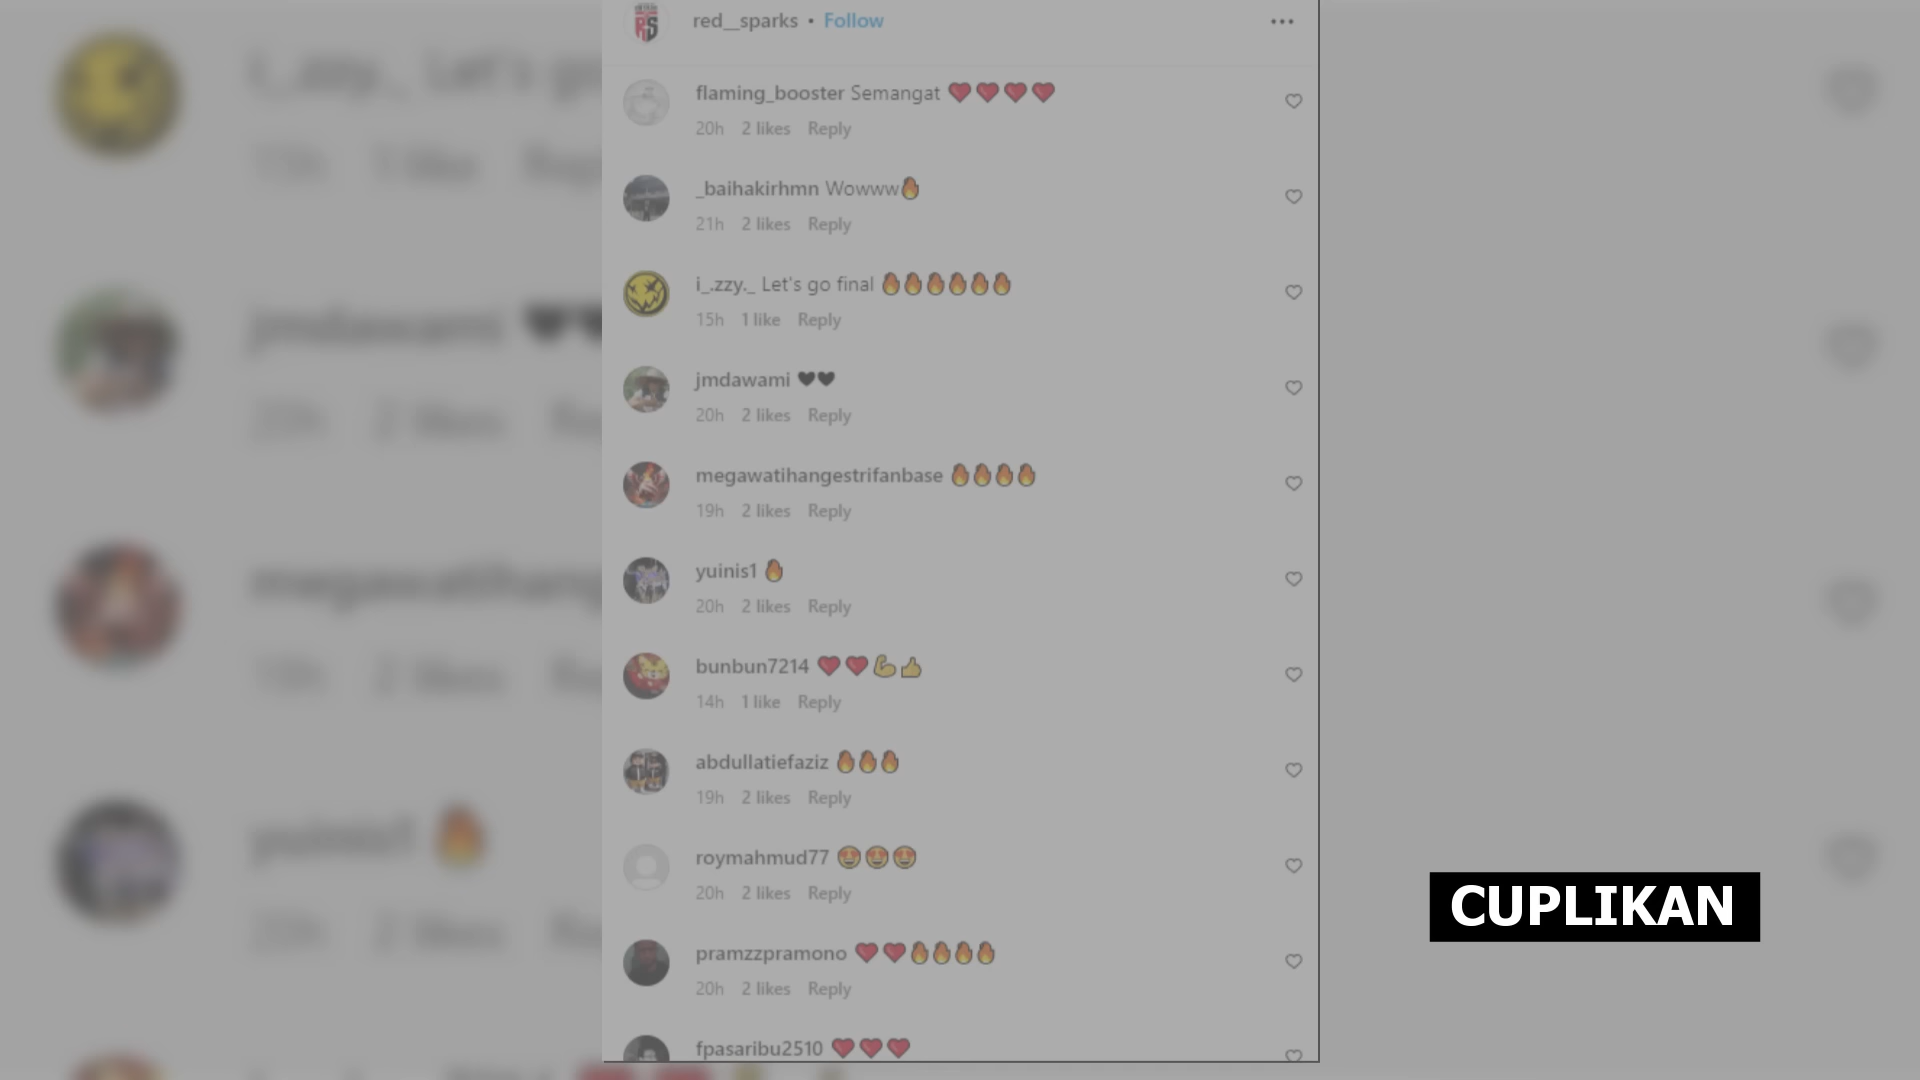 red__sparks • Follow
flaming_booster Semangat ❤❤❤❤
20h 2 likes Reply
_baihakirhmn Wowww🔥
21h 2 likes Reply
i_.zzy._ Let's go final 🔥🔥🔥🔥🔥🔥
15h 1 like Reply
jmdawami 🖤🖤
20h 2 likes Reply
megawatihangestrifanbase 🔥🔥🔥🔥
19h 2 likes Reply
yuinis1 🔥
20h 2 likes Reply
bunbun7214 ❤❤💪👍
14h 1 like Reply
abdullatiefaziz 🔥🔥🔥
19h 2 likes Reply
roymahmud77 😍😍😍
20h 2 likes Reply
pramzzpramono ❤❤🔥🔥🔥🔥
20h 2 likes Reply
fpasaribu2510 ❤❤❤
CUPLIKAN